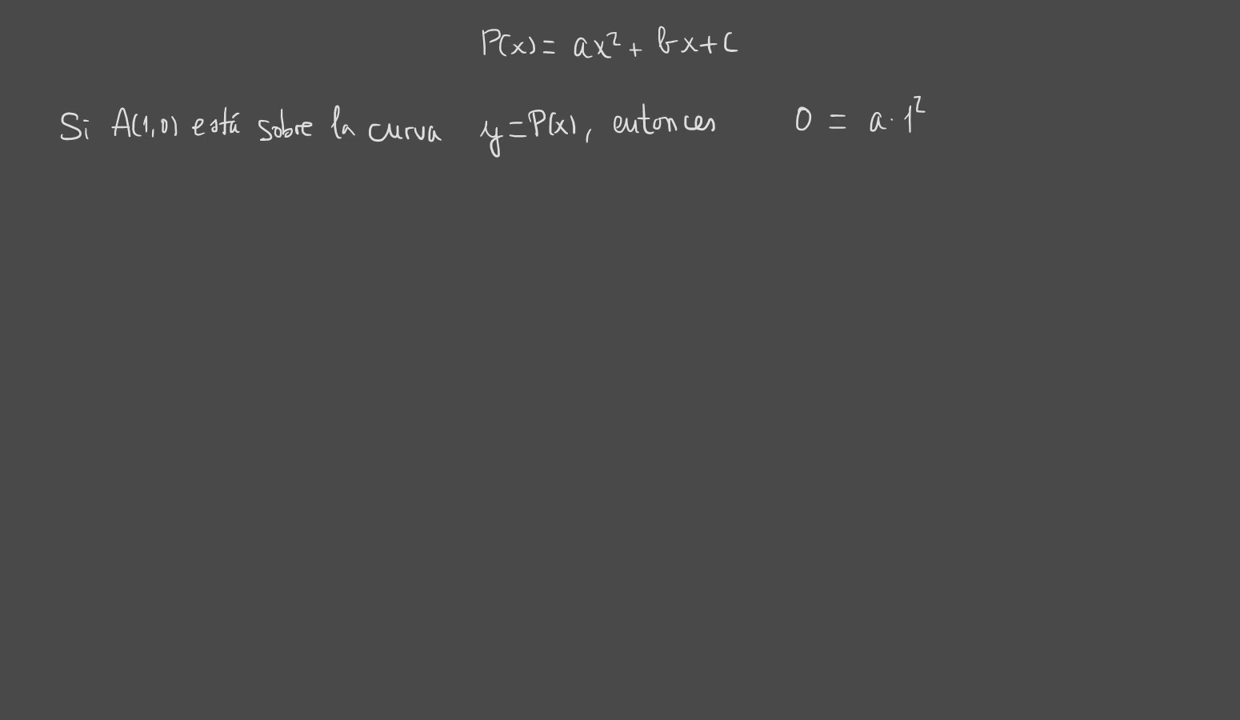 P(x) = ax² + bx + c
Si A(1,0) está sobre la curva y = P(x), entonces 0 = a · 1²